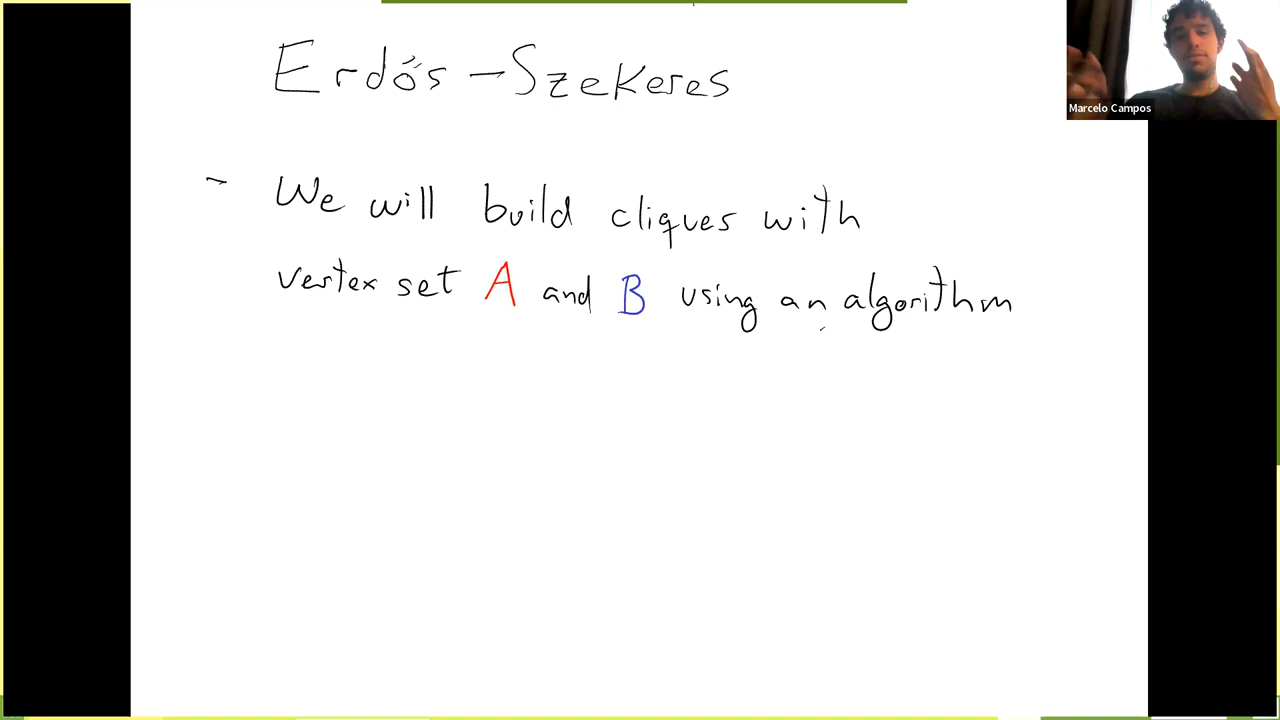 Erdős - Szekeres
- We will build cliques with
vertex set A and B using an algorithm
Marcelo Campos